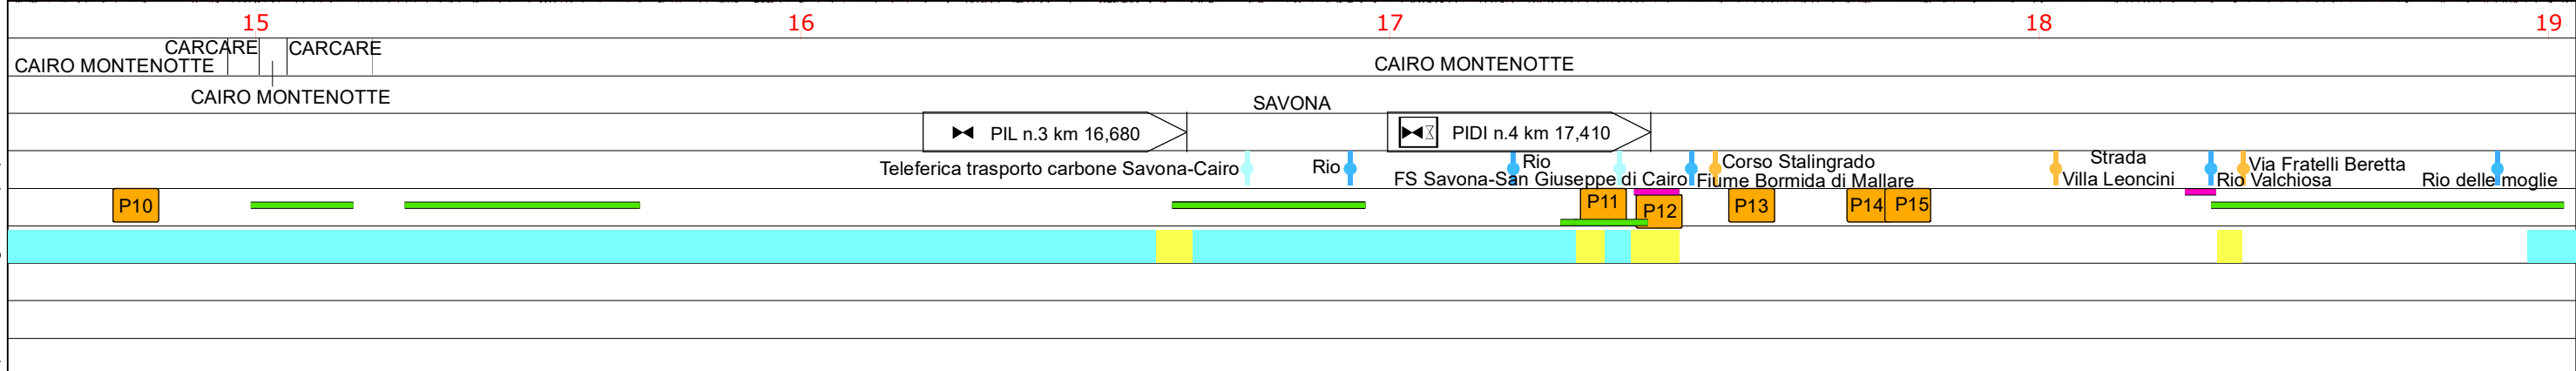 15 16 17 18 19
CARCARE CARCARE
CAIRO MONTENOTTE CAIRO MONTENOTTE
CAIRO MONTENOTTE
SAVONA
PIL n.3 km 16,680 PIDI n.4 km 17,410
Teleferica trasporto carbone Savona-Cairo Rio Rio Corso Stalingrado Strada Via Fratelli Beretta
FS Savona-San Giuseppe di Cairo Fiume Bormida di Mallare Villa Leoncini Rio Valchiosa Rio delle moglie
P10 P11 P12 P13 P14 P15